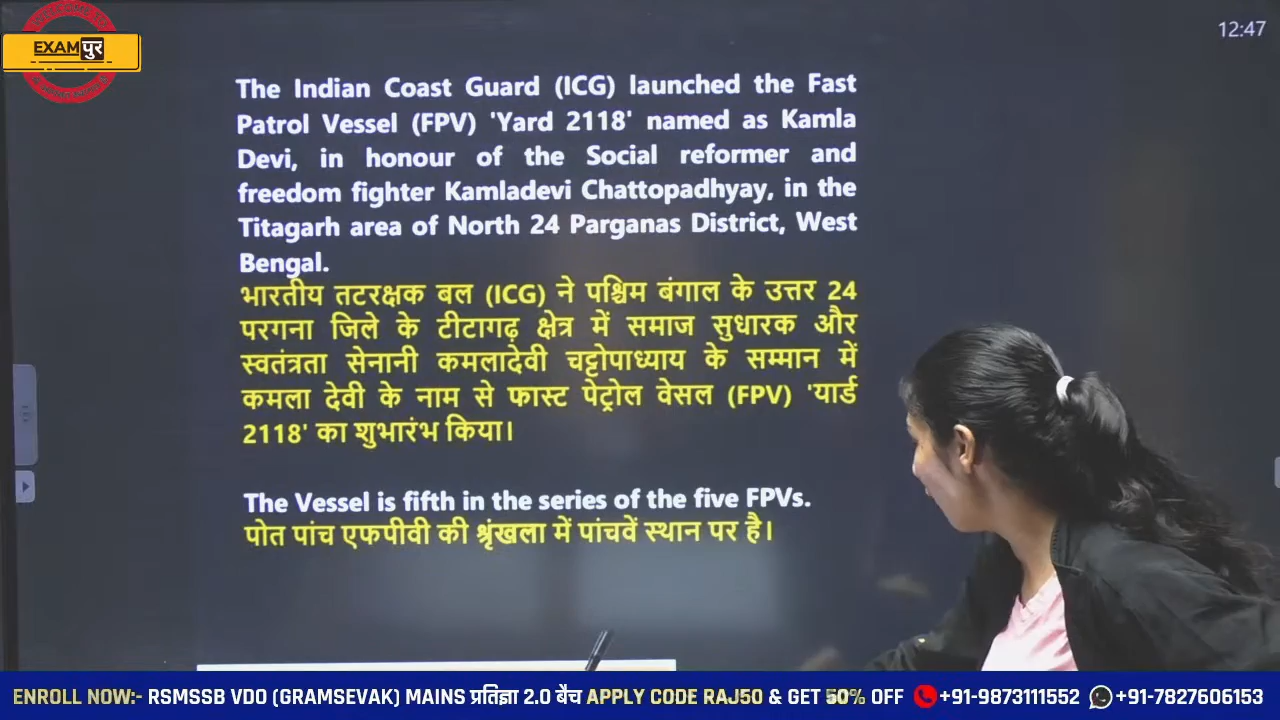 EXAMपुर
12:47
The Indian Coast Guard (ICG) launched the Fast
Patrol Vessel (FPV) 'Yard 2118' named as Kamla
Devi, in honour of the Social reformer and
freedom fighter Kamladevi Chattopadhyay, in the
Titagarh area of North 24 Parganas District, West
Bengal.
भारतीय तटरक्षक बल (ICG) ने पश्चिम बंगाल के उत्तर 24
परगना जिले के टीटागढ़ क्षेत्र में समाज सुधारक और
स्वतंत्रता सेनानी कमलादेवी चट्टोपाध्याय के सम्मान में
कमला देवी के नाम से फास्ट पेट्रोल वेसल (FPV) 'यार्ड
2118' का शुभारंभ किया।
The Vessel is fifth in the series of the five FPVs.
पोत पांच एफपीवी की श्रृंखला में पांचवें स्थान पर है।
ENROLL NOW:- RSMSSB VDO (GRAMSEVAK) MAINS प्रतिज्ञा 2.0 बैच APPLY CODE RAJ50 & GET 50% OFF +91-9873111552 +91-7827606153